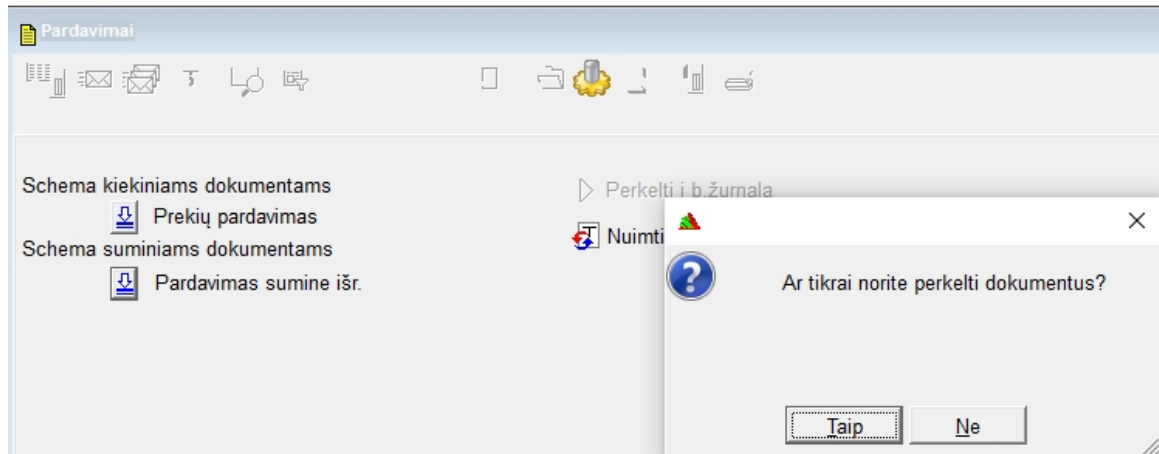 Pardavimai
Schema kiekiniams dokumentams
Prekių pardavimas
Schema suminiams dokumentams
Pardavimas sumine išr.
Perkelti i b.žurnala
Nuimti
Ar tikrai norite perkelti dokumentus?
Taip
Ne